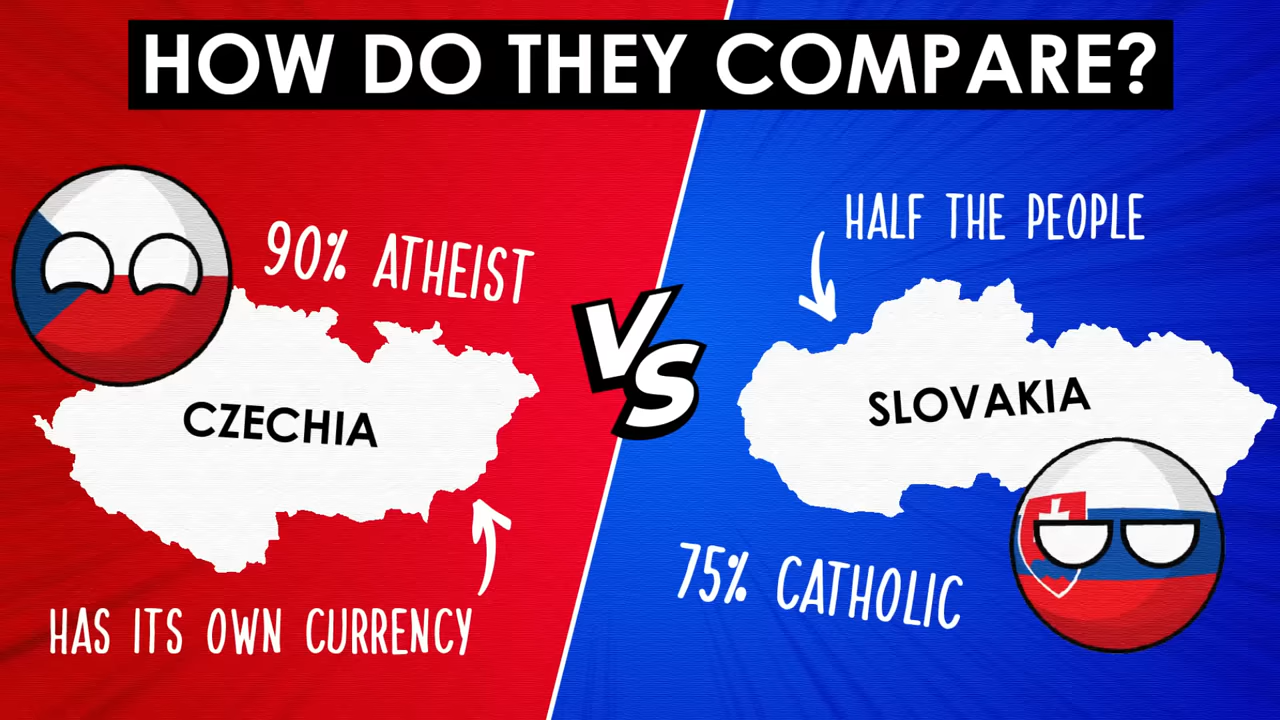 HOW DO THEY COMPARE?
90% ATHEIST
CZECHIA
HAS ITS OWN CURRENCY
VS
HALF THE PEOPLE
SLOVAKIA
75% CATHOLIC